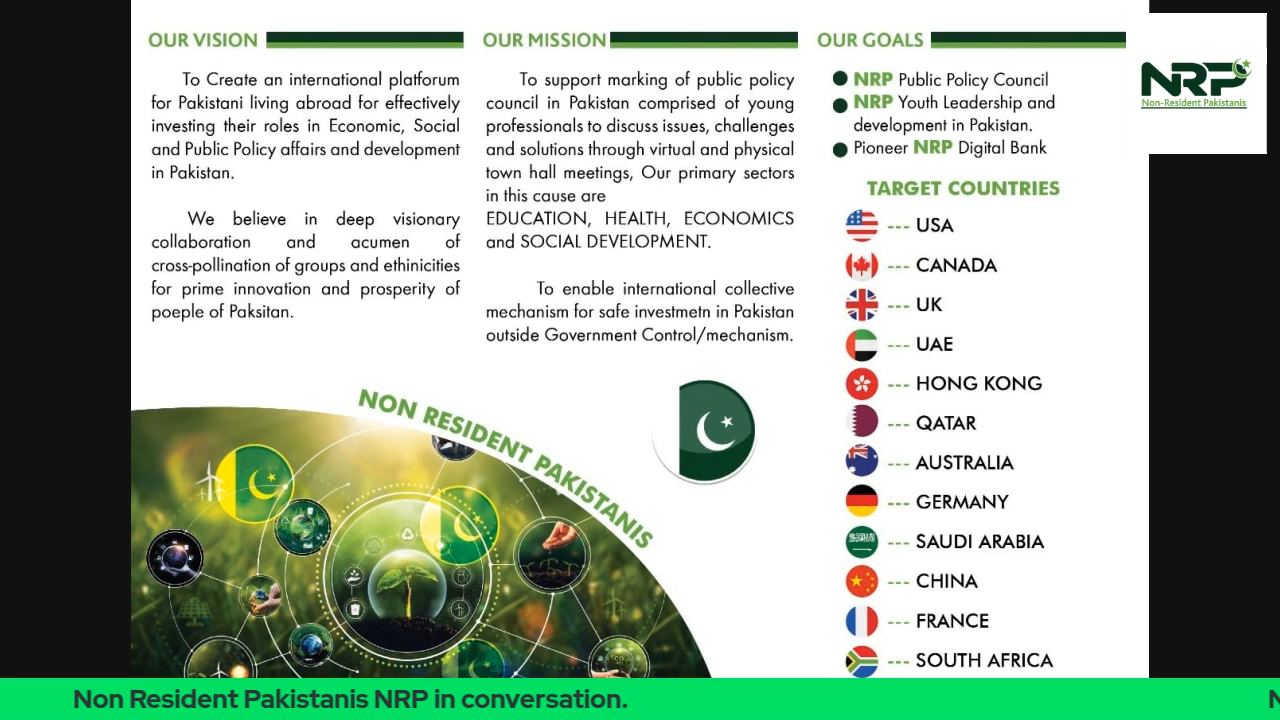 OUR VISION
To Create an international platforum
for Pakistani living abroad for effectively
investing their roles in Economic, Social
and Public Policy affairs and development
in Pakistan.
We believe in deep visionary
collaboration and acumen of
cross-pollination of groups and ethinicities
for prime innovation and prosperity of
poeple of Paksitan.
OUR MISSION
To support marking of public policy
council in Pakistan comprised of young
professionals to discuss issues, challenges
and solutions through virtual and physical
town hall meetings, Our primary sectors
in this cause are
EDUCATION, HEALTH, ECONOMICS
and SOCIAL DEVELOPMENT.
To enable international collective
mechanism for safe investmetn in Pakistan
outside Government Control/mechanism.
OUR GOALS
NRP Public Policy Council
NRP Youth Leadership and
development in Pakistan.
Pioneer NRP Digital Bank
TARGET COUNTRIES
--- USA
--- CANADA
--- UK
--- UAE
--- HONG KONG
--- QATAR
--- AUSTRALIA
--- GERMANY
--- SAUDI ARABIA
--- CHINA
--- FRANCE
--- SOUTH AFRICA
NRP
Non-Resident Pakistanis
NON RESIDENT PAKISTANIS
Non Resident Pakistanis NRP in conversation.